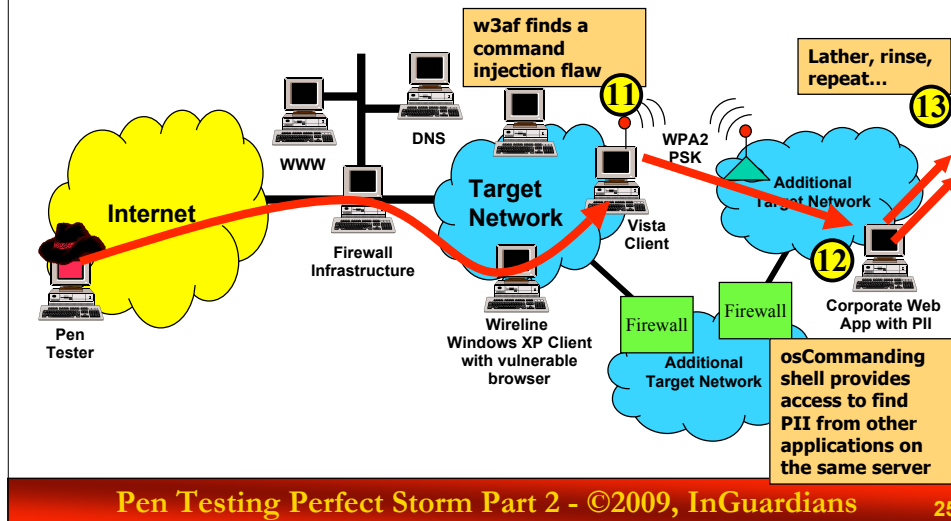 w3af finds a
command
injection flaw
Lather, rinse,
repeat…
11
13
WWW
DNS
WPA2
PSK
Internet
Target
Network
Additional
Target Network
Vista
Client
Firewall
Infrastructure
12
Pen
Tester
Wireline
Windows XP Client
with vulnerable
browser
Firewall
Firewall
Corporate Web
App with PII
Additional
Target Network
osCommanding
shell provides
access to find
PII from other
applications on
the same server
Pen Testing Perfect Storm Part 2 - ©2009, InGuardians